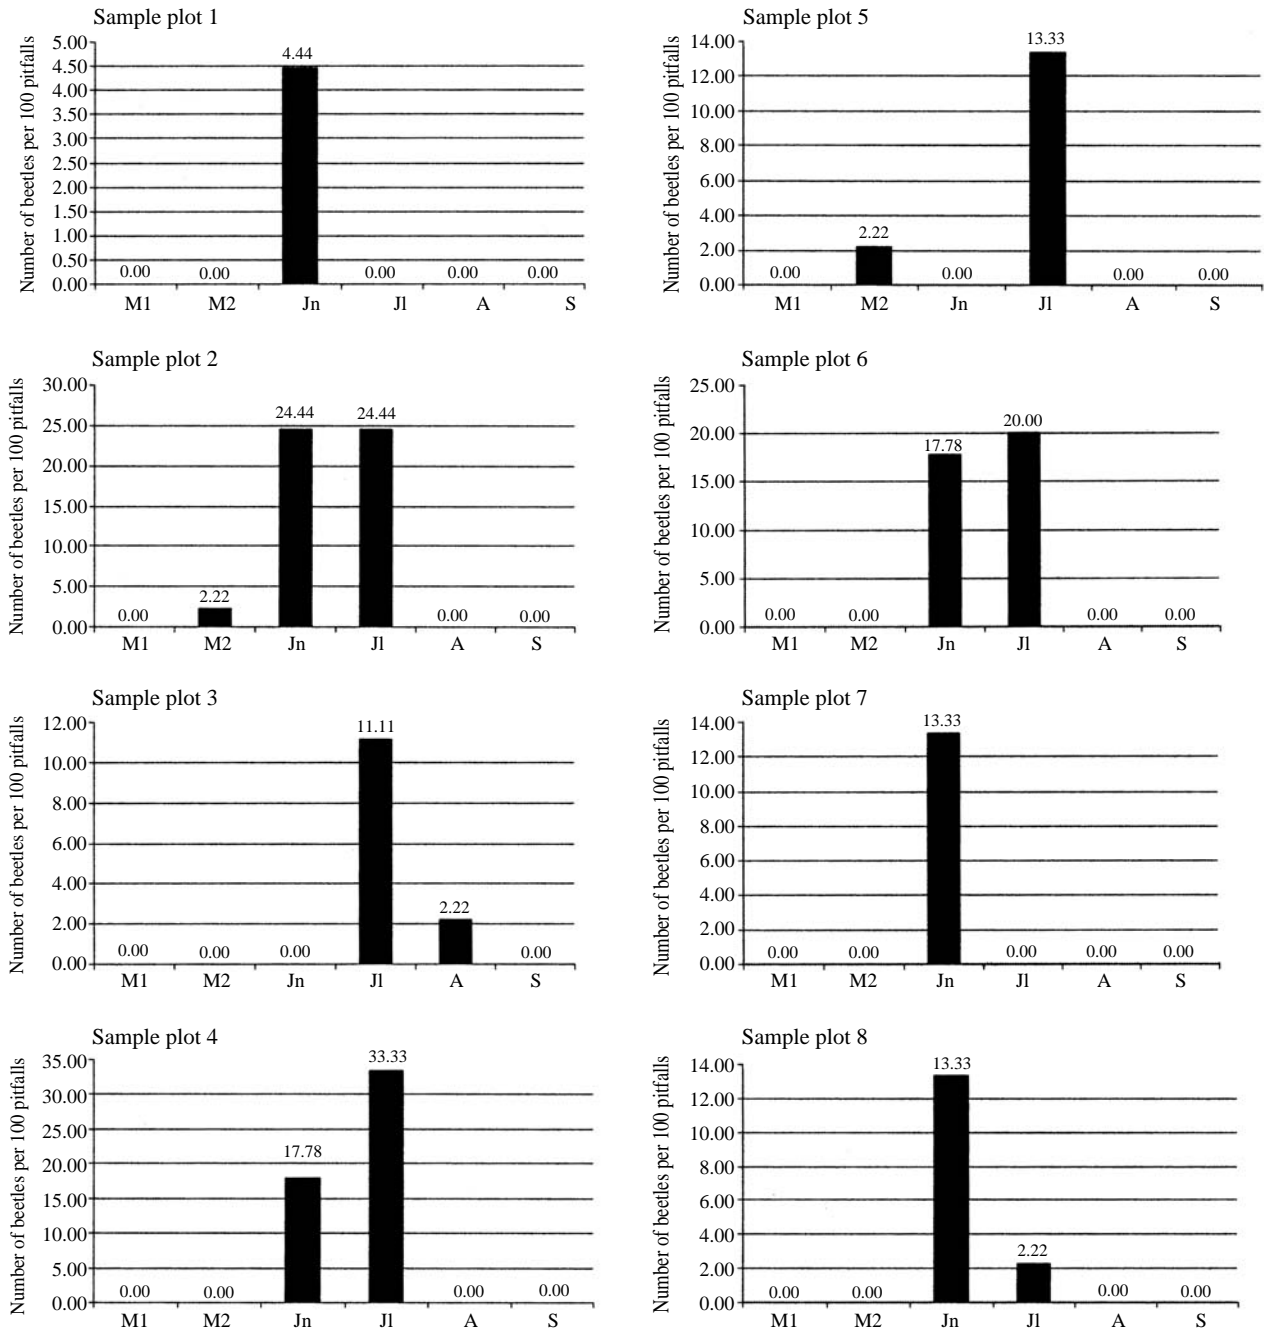 Sample plot 1
Number of beetles per 100 pitfalls
5.00
4.50
4.00
3.50
3.00
2.50
2.00
1.50
1.00
0.50
0.00
0.00 0.00 4.44 0.00 0.00 0.00
M1 M2 Jn Jl A S
Sample plot 5
Number of beetles per 100 pitfalls
14.00
12.00
10.00
8.00
6.00
4.00
2.00
0.00
0.00 2.22 0.00 13.33 0.00 0.00
M1 M2 Jn Jl A S
Sample plot 2
Number of beetles per 100 pitfalls
30.00
25.00
20.00
15.00
10.00
5.00
0.00
0.00 2.22 24.44 24.44 0.00 0.00
M1 M2 Jn Jl A S
Sample plot 6
Number of beetles per 100 pitfalls
25.00
20.00
15.00
10.00
5.00
0.00
0.00 0.00 17.78 20.00 0.00 0.00
M1 M2 Jn Jl A S
Sample plot 3
Number of beetles per 100 pitfalls
12.00
10.00
8.00
6.00
4.00
2.00
0.00
0.00 0.00 0.00 11.11 2.22 0.00
M1 M2 Jn Jl A S
Sample plot 7
Number of beetles per 100 pitfalls
14.00
12.00
10.00
8.00
6.00
4.00
2.00
0.00
0.00 0.00 13.33 0.00 0.00 0.00
M1 M2 Jn Jl A S
Sample plot 4
Number of beetles per 100 pitfalls
35.00
30.00
25.00
20.00
15.00
10.00
5.00
0.00
0.00 0.00 17.78 33.33 0.00 0.00
M1 M2 Jn Jl A S
Sample plot 8
Number of beetles per 100 pitfalls
14.00
12.00
10.00
8.00
6.00
4.00
2.00
0.00
0.00 0.00 13.33 2.22 0.00 0.00
M1 M2 Jn Jl A S